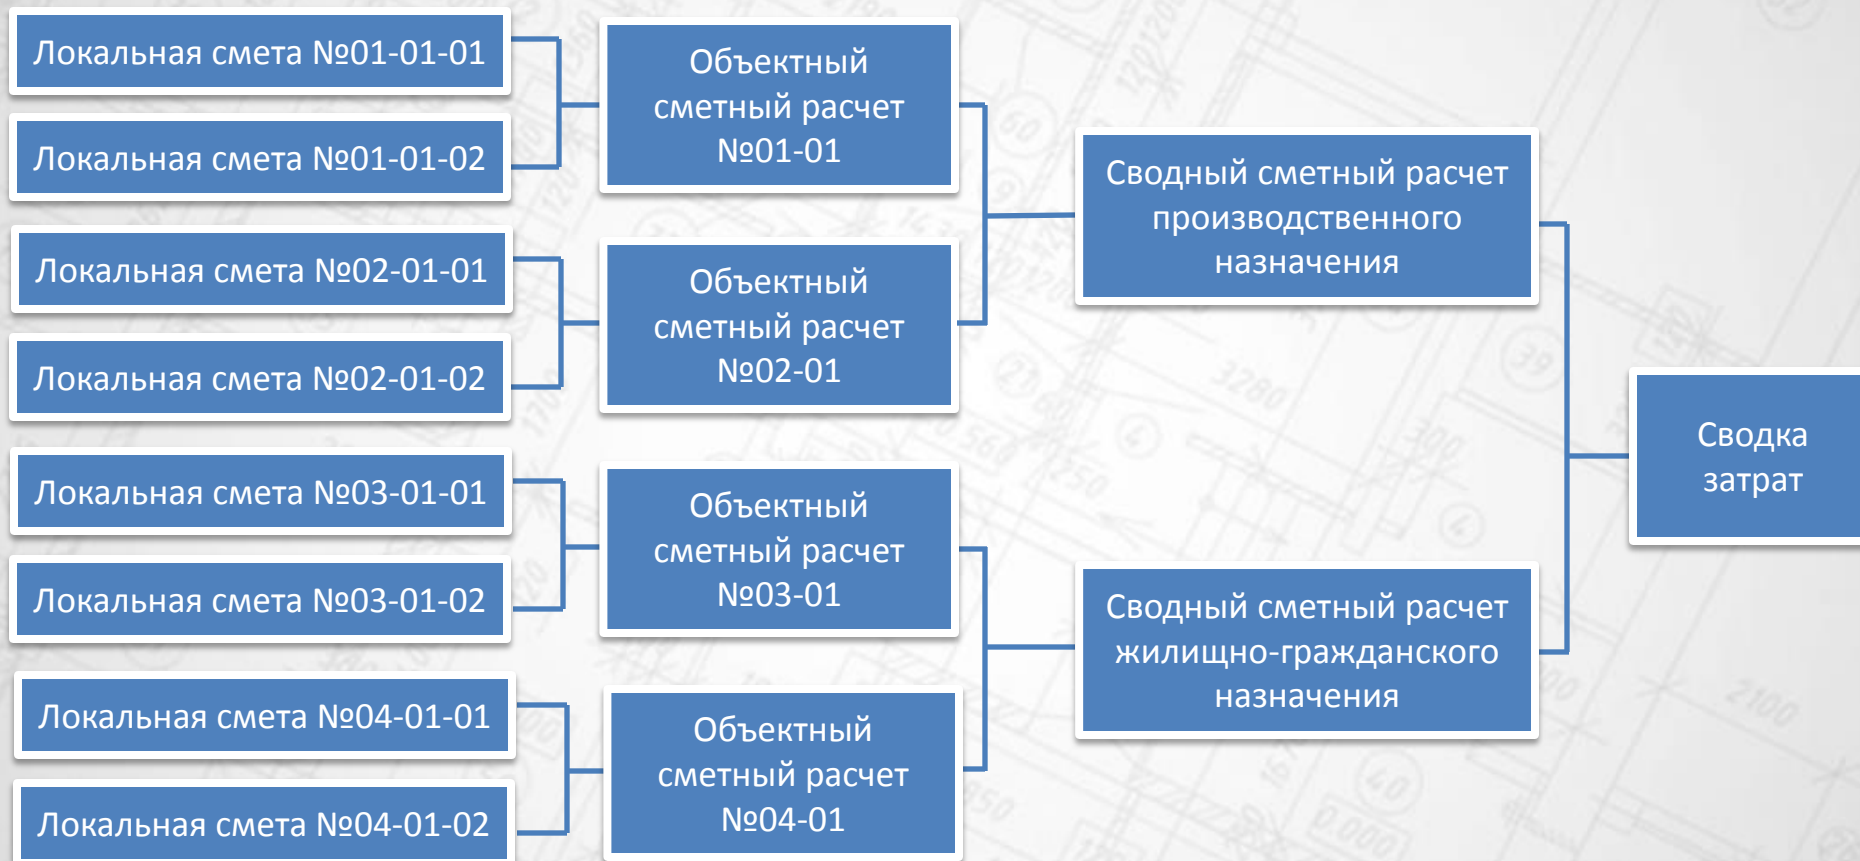 Локальная смета №01-01-01
Локальная смета №01-01-02
Локальная смета №02-01-01
Локальная смета №02-01-02
Локальная смета №03-01-01
Локальная смета №03-01-02
Локальная смета №04-01-01
Локальная смета №04-01-02
Объектный
сметный расчет
№01-01
Объектный
сметный расчет
№02-01
Объектный
сметный расчет
№03-01
Объектный
сметный расчет
№04-01
Сводный сметный расчет
производственного
назначения
Сводный сметный расчет
жилищно-гражданского
назначения
Сводка
затрат